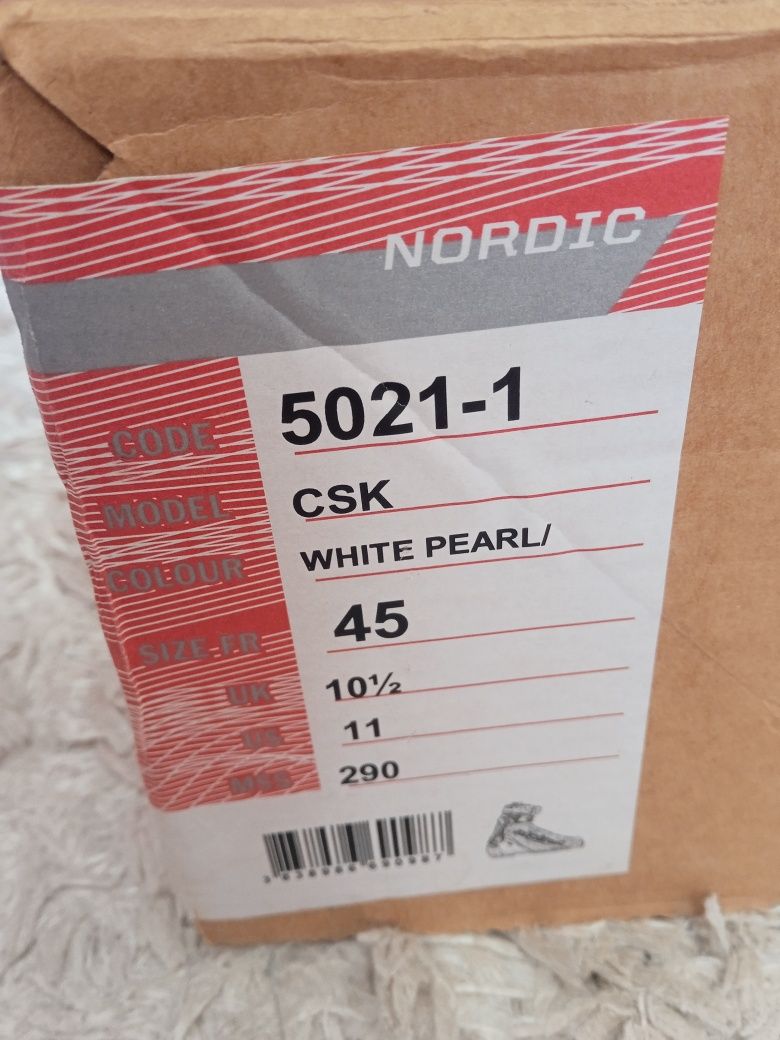 NORDIC
CODE 5021-1
MODEL CSK
COLOUR WHITE PEARL/
SIZE-FR 45
UK 10½
US 11
MSS 290